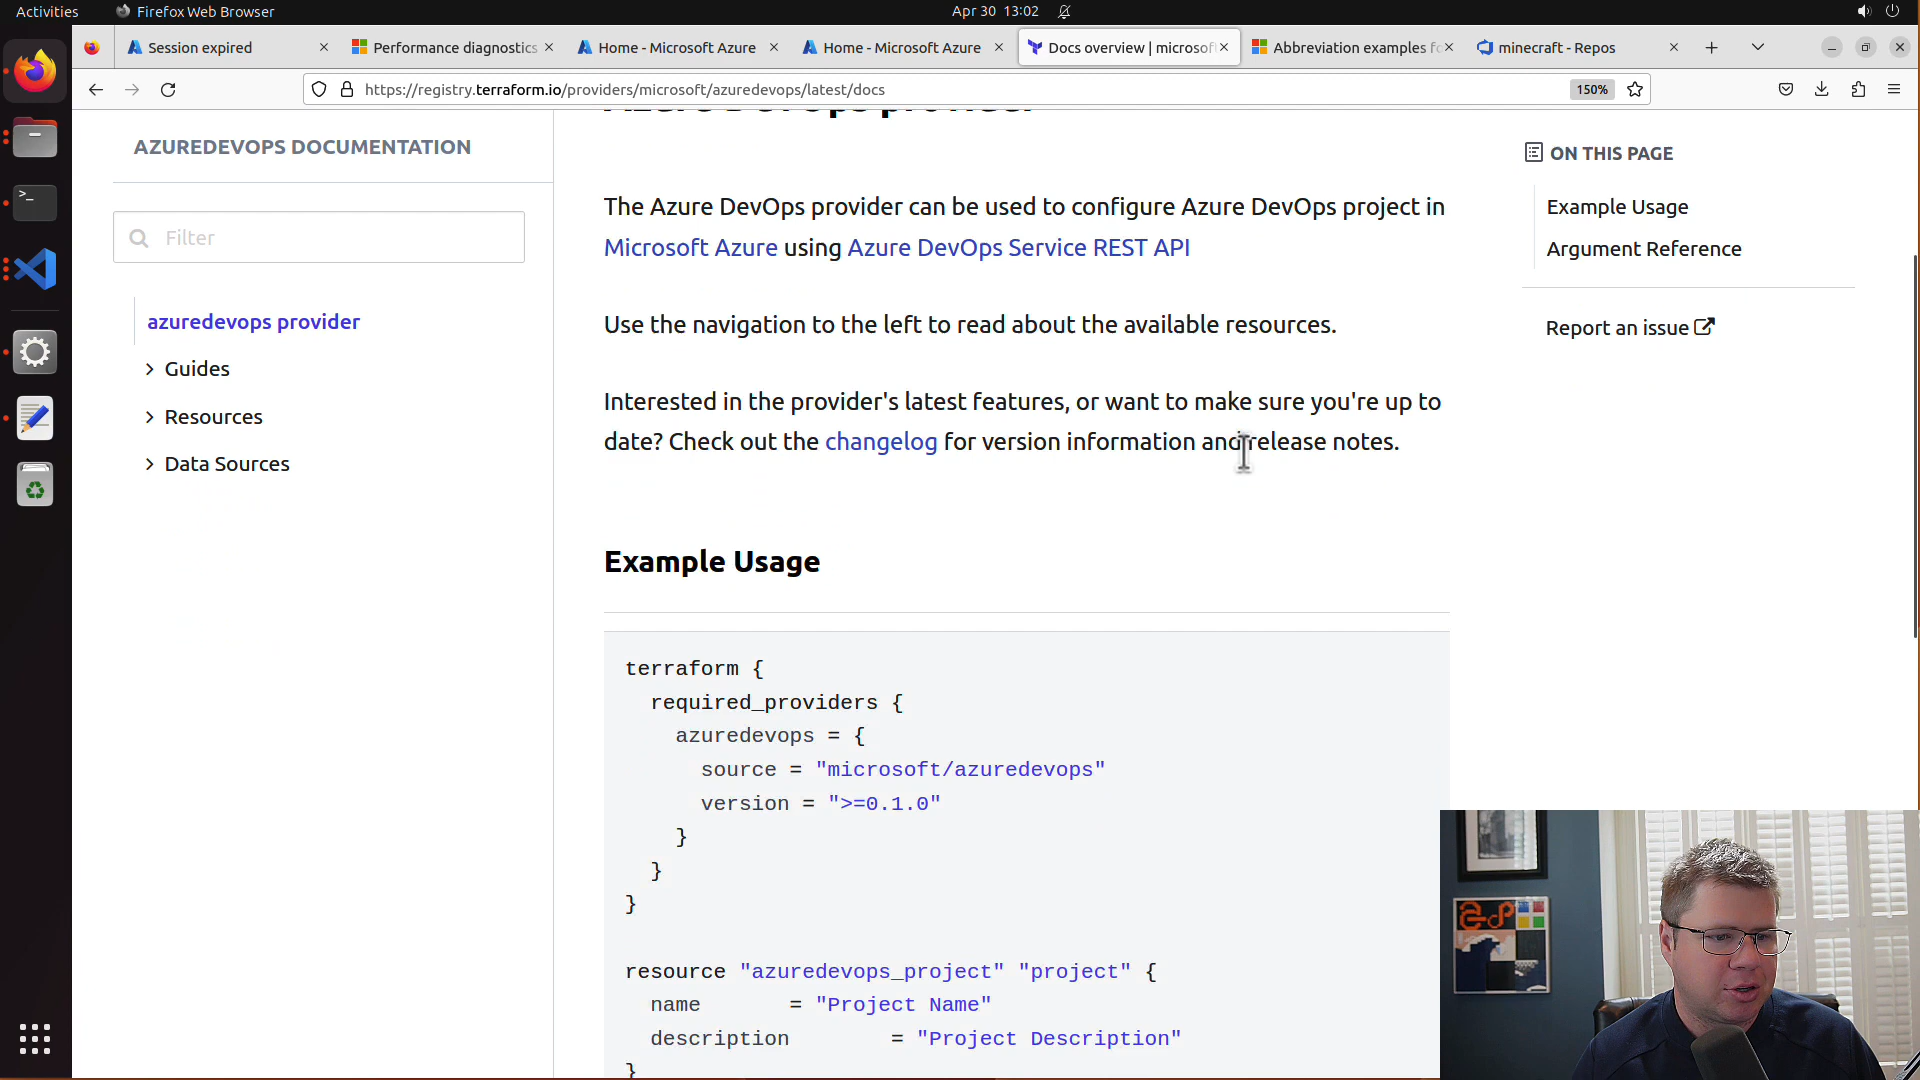 Activities
Firefox Web Browser
Apr 30 13:02
Session expired
Performance diagnostics
Home - Microsoft Azure
Home - Microsoft Azure
Docs overview | microsof
Abbreviation examples fo
minecraft - Repos
https://registry.terraform.io/providers/microsoft/azuredevops/latest/docs
150%
AZUREDEVOPS DOCUMENTATION
Filter
azuredevops provider
Guides
Resources
Data Sources
Azure DevOps provider
The Azure DevOps provider can be used to configure Azure DevOps project in
Microsoft Azure using Azure DevOps Service REST API
Use the navigation to the left to read about the available resources.
Interested in the provider's latest features, or want to make sure you're up to
date? Check out the changelog for version information and release notes.
Example Usage
terraform {
required_providers {
azuredevops = {
source = "microsoft/azuredevops"
version = ">=0.1.0"
}
}
}
resource "azuredevops_project" "project" {
name = "Project Name"
description = "Project Description"
}
ON THIS PAGE
Example Usage
Argument Reference
Report an issue